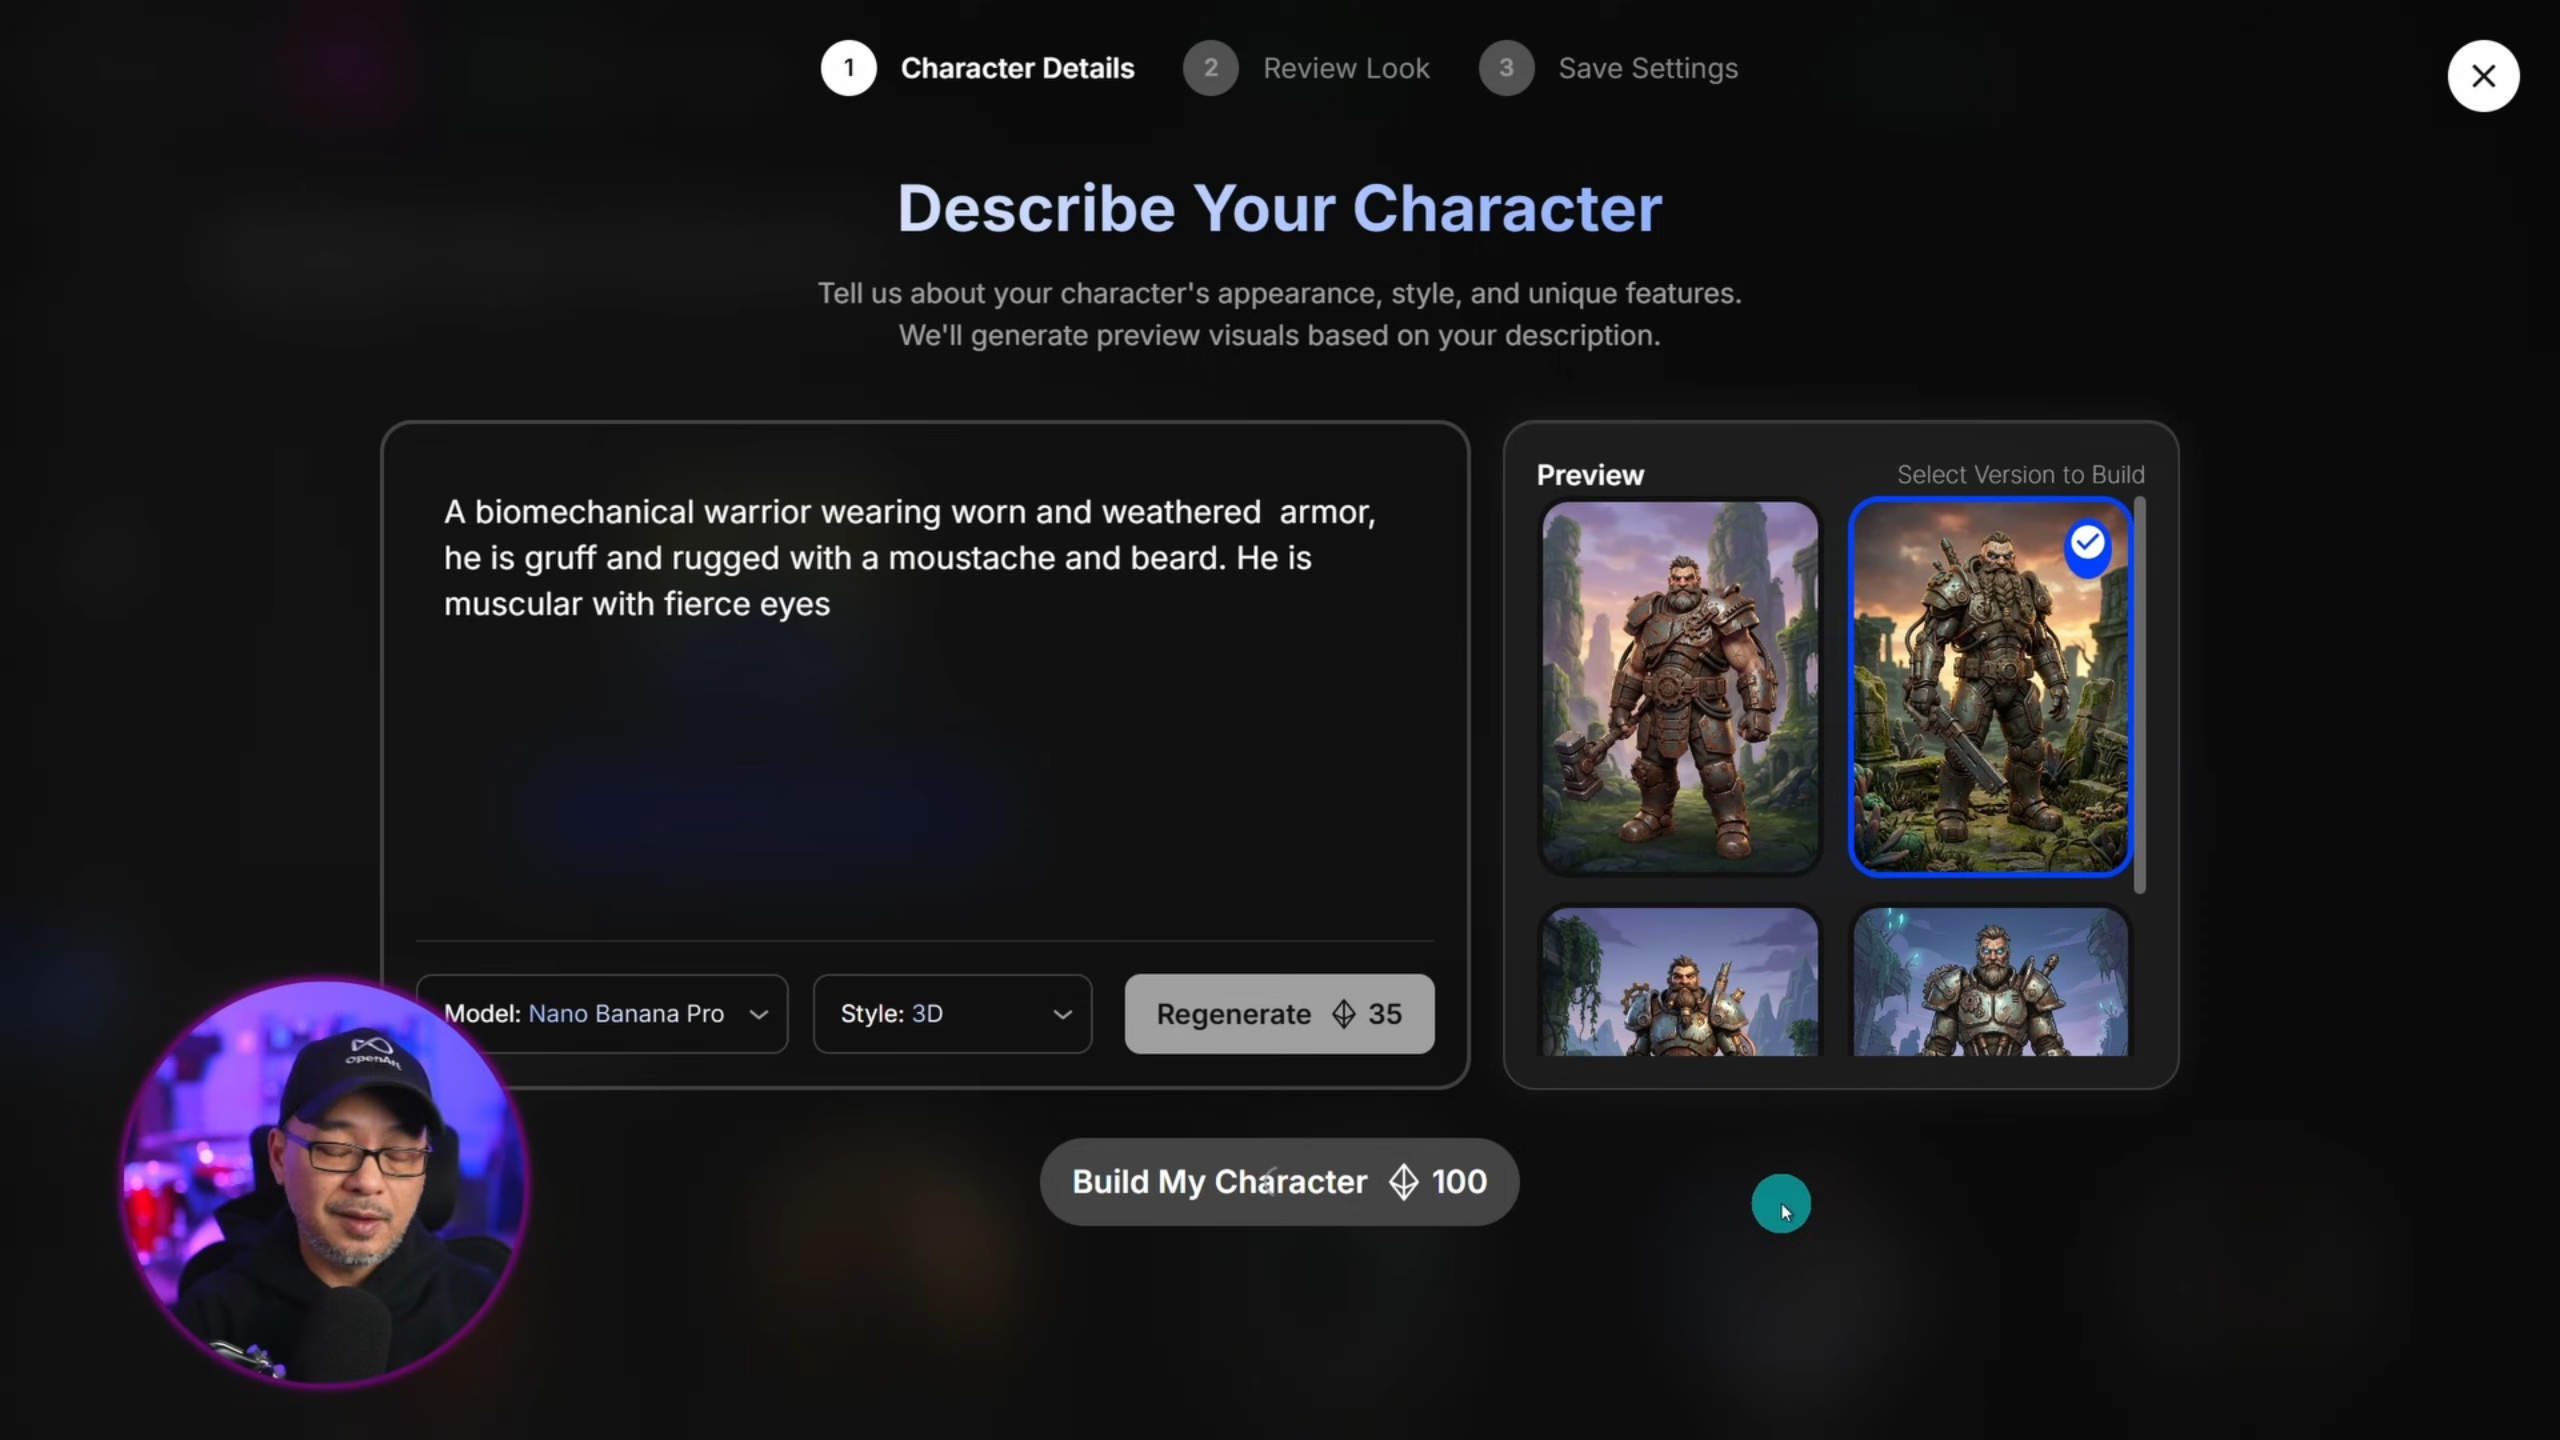 1 Character Details 2 Review Look 3 Save Settings
Describe Your Character
Tell us about your character's appearance, style, and unique features.
We'll generate preview visuals based on your description.
A biomechanical warrior wearing worn and weathered  armor,
he is gruff and rugged with a moustache and beard. He is
muscular with fierce eyes
Model: Nano Banana Pro
Style: 3D
Regenerate 35
Preview
Select Version to Build
Build My Character 100
OpenArt